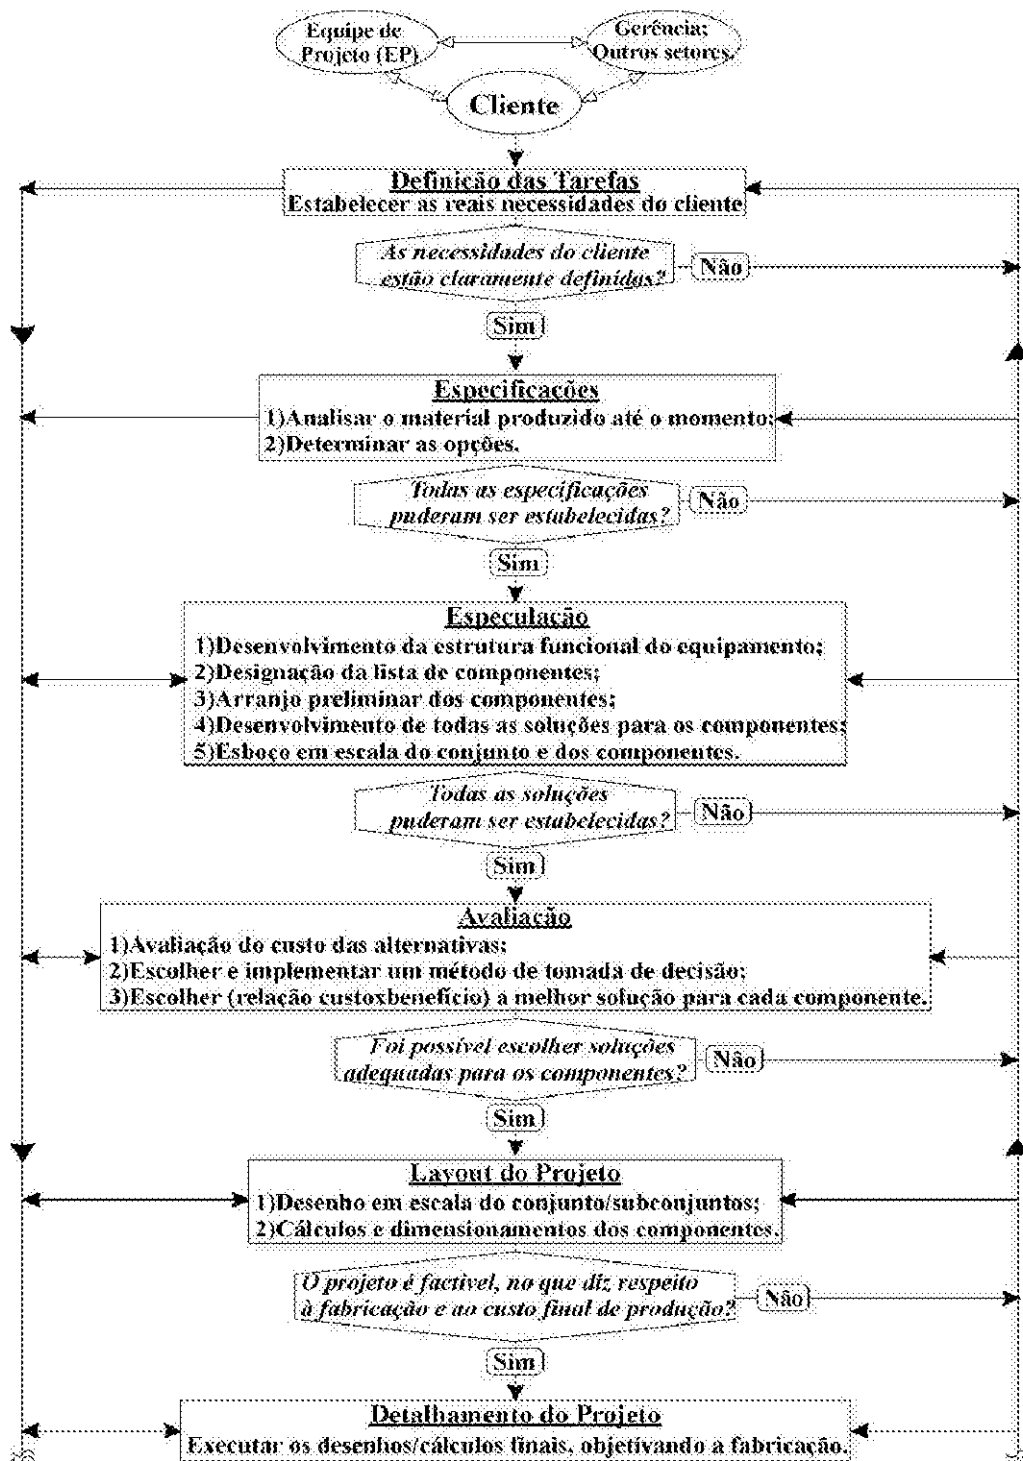 Equipe de
Projeto (EP)
Gerência;
Outros setores.
Cliente
Definição das Tarefas
Estabelecer as reais necessidades do cliente
As necessidades do cliente
estão claramente definidas?
Não
Sim
Especificações
1)Analisar o material produzido até o momento;
2)Determinar as opções.
Todas as especificações
puderam ser estabelecidas?
Não
Sim
Especulação
1)Desenvolvimento da estrutura funcional do equipamento;
2)Designação da lista de componentes;
3)Arranjo preliminar dos componentes;
4)Desenvolvimento de todas as soluções para os componentes;
5)Esboço em escala do conjunto e dos componentes.
Todas as soluções
puderam ser estabelecidas?
Não
Sim
Avaliação
1)Avaliação do custo das alternativas;
2)Escolher e implementar um método de tomada de decisão;
3)Escolher (relação custoxbenefício) a melhor solução para cada componente.
Foi possível escolher soluções
adequadas para os componentes?
Não
Sim
Layout do Projeto
1)Desenho em escala do conjunto/subconjuntos;
2)Cálculos e dimensionamentos dos componentes.
O projeto é factível, no que diz respeito
à fabricação e ao custo final de produção?
Não
Sim
Detalhamento do Projeto
Executar os desenhos/cálculos finais, objetivando a fabricação.